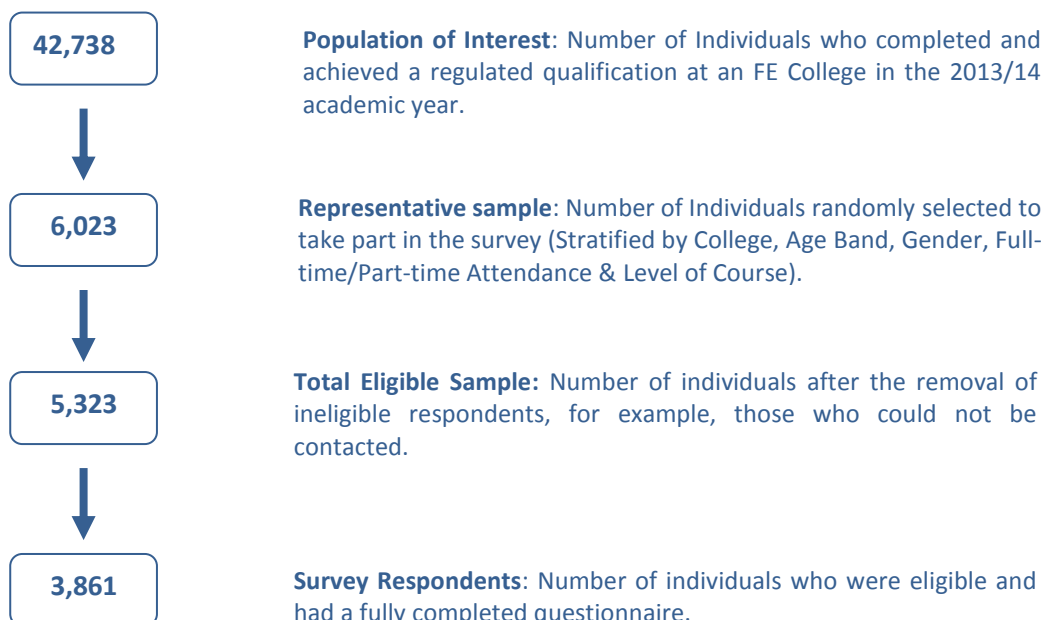 42,738
Population of Interest: Number of Individuals who completed and
achieved a regulated qualification at an FE College in the 2013/14
academic year.
6,023
Representative sample: Number of Individuals randomly selected to
take part in the survey (Stratified by College, Age Band, Gender, Full-
time/Part-time Attendance & Level of Course).
5,323
Total Eligible Sample: Number of individuals after the removal of
ineligible respondents, for example, those who could not be
contacted.
3,861
Survey Respondents: Number of individuals who were eligible and
had a fully completed questionnaire.